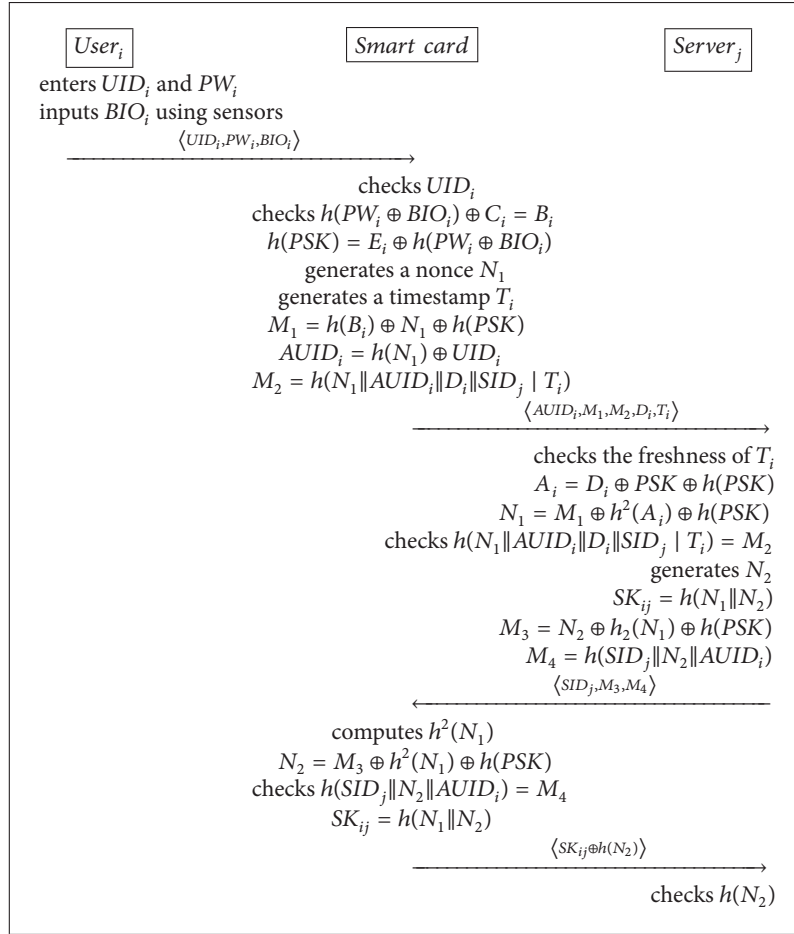 User_i Smart card Server_j
enters UID_i and PW_i
inputs BIO_i using sensors
⟨UID_i,PW_i,BIO_i⟩
checks UID_i
checks h(PW_i ⊕ BIO_i) ⊕ C_i = B_i
h(PSK) = E_i ⊕ h(PW_i ⊕ BIO_i)
generates a nonce N_1
generates a timestamp T_i
M_1 = h(B_i) ⊕ N_1 ⊕ h(PSK)
AUID_i = h(N_1) ⊕ UID_i
M_2 = h(N_1‖AUID_i‖D_i‖SID_j | T_i)
⟨AUID_i,M_1,M_2,D_i,T_i⟩
checks the freshness of T_i
A_i = D_i ⊕ PSK ⊕ h(PSK)
N_1 = M_1 ⊕ h^2(A_i) ⊕ h(PSK)
checks h(N_1‖AUID_i‖D_i‖SID_j | T_i) = M_2
generates N_2
SK_ij = h(N_1‖N_2)
M_3 = N_2 ⊕ h_2(N_1) ⊕ h(PSK)
M_4 = h(SID_j‖N_2‖AUID_i)
⟨SID_j,M_3,M_4⟩
computes h^2(N_1)
N_2 = M_3 ⊕ h^2(N_1) ⊕ h(PSK)
checks h(SID_j‖N_2‖AUID_i) = M_4
SK_ij = h(N_1‖N_2)
⟨SK_ij⊕h(N_2)⟩
checks h(N_2)